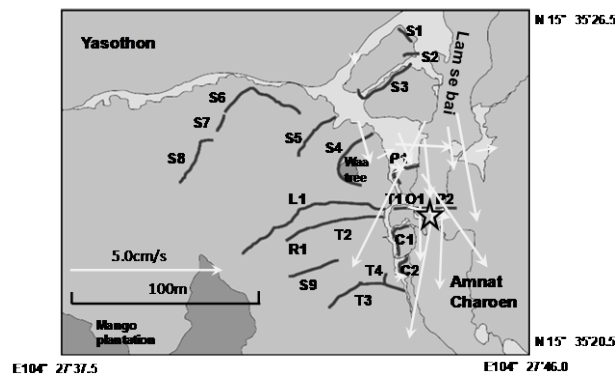 N 15° 35'26.5
Yasothon
Lam se bai
S1
S2
S3
S6
S7
S5
S8
S4
Waa
tree
P1
L1
T1 O1 P2
T2
R1
C1
5.0cm/s
S9
T4
C2
Amnat
Charoen
100m
T3
Mango
plantation
N 15° 35'20.5
E104° 27'37.5
E104° 27'46.0